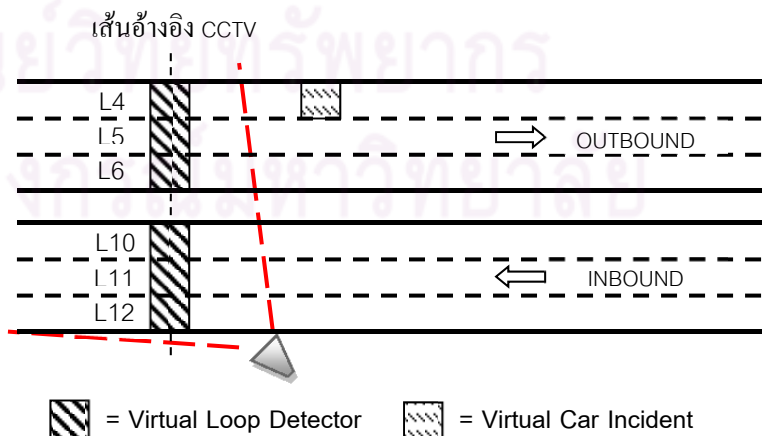 เส้นอ้างอิง CCTV
L4
L5
OUTBOUND
L6
L10
L11
INBOUND
L12
= Virtual Loop Detector
= Virtual Car Incident